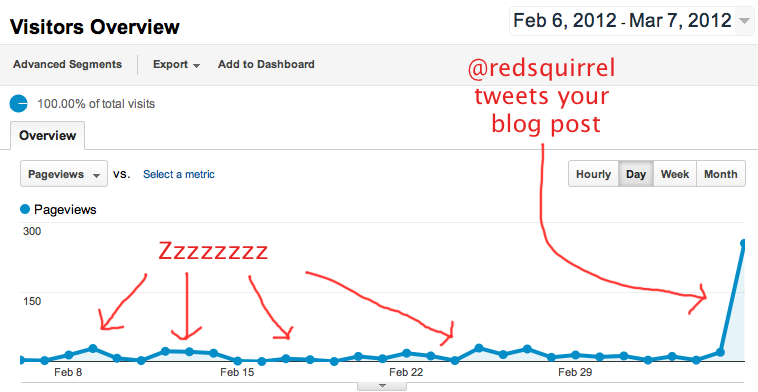 Visitors Overview
Feb 6, 2012 - Mar 7, 2012
Advanced Segments Export Add to Dashboard
@redsquirrel
tweets your
blog post
100.00% of total visits
Overview
Pageviews vs. Select a metric
Hourly Day Week Month
Pageviews
300
Zzzzzzzz
150
Feb 8 Feb 15 Feb 22 Feb 29